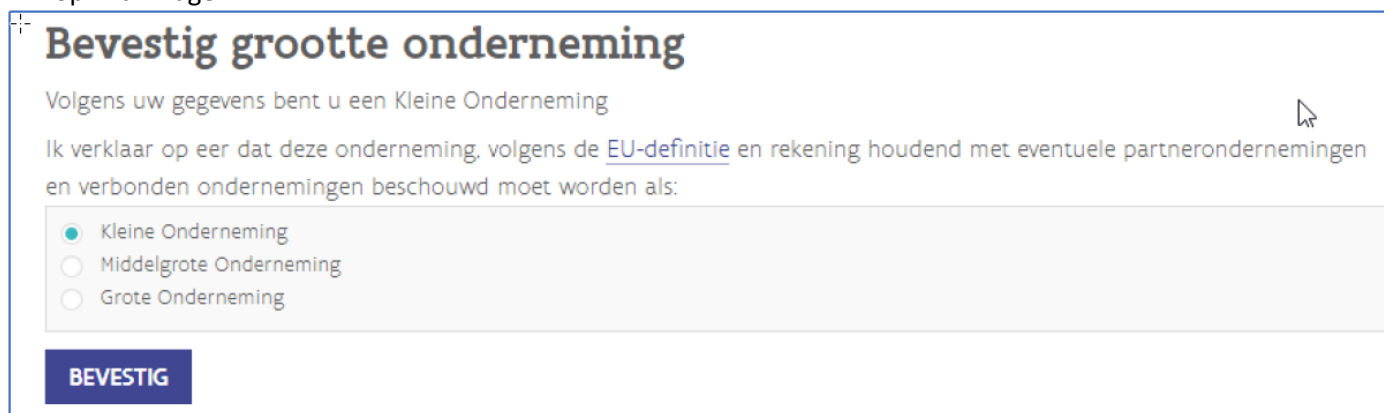 Bevestig grootte onderneming
Volgens uw gegevens bent u een Kleine Onderneming
Ik verklaar op eer dat deze onderneming, volgens de EU-definitie en rekening houdend met eventuele partnerondernemingen
en verbonden ondernemingen beschouwd moet worden als:
Kleine Onderneming
Middelgrote Onderneming
Grote Onderneming
BEVESTIG